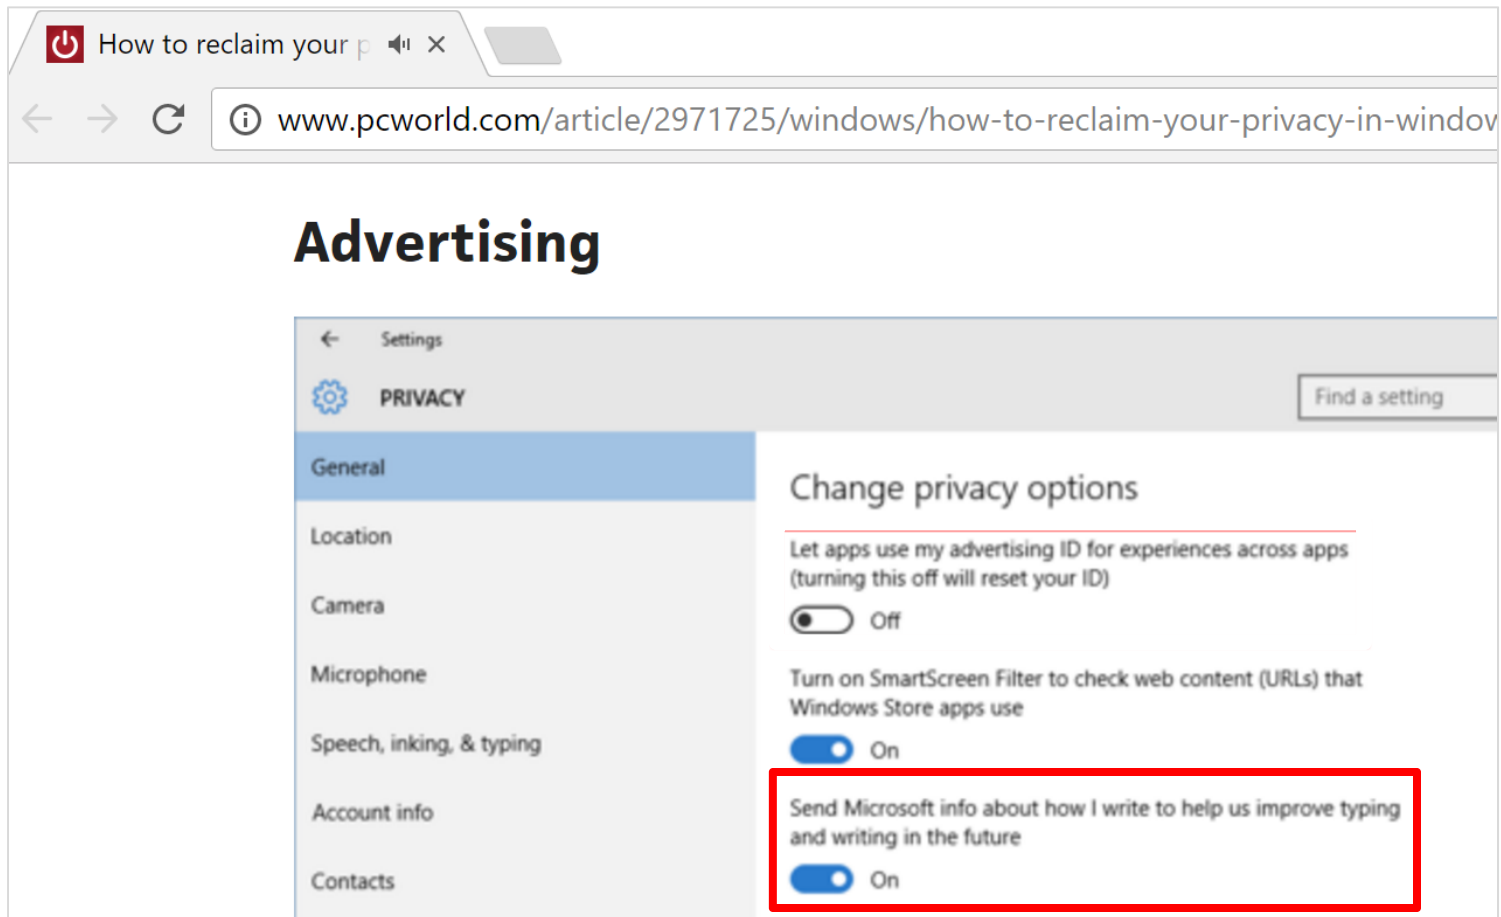 How to reclaim your p
www.pcworld.com/article/2971725/windows/how-to-reclaim-your-privacy-in-window
Advertising
Settings
PRIVACY
Find a setting
General
Location
Camera
Microphone
Speech, inking, & typing
Account info
Contacts
Change privacy options
Let apps use my advertising ID for experiences across apps
(turning this off will reset your ID)
Off
Turn on SmartScreen Filter to check web content (URLs) that
Windows Store apps use
On
Send Microsoft info about how I write to help us improve typing
and writing in the future
On